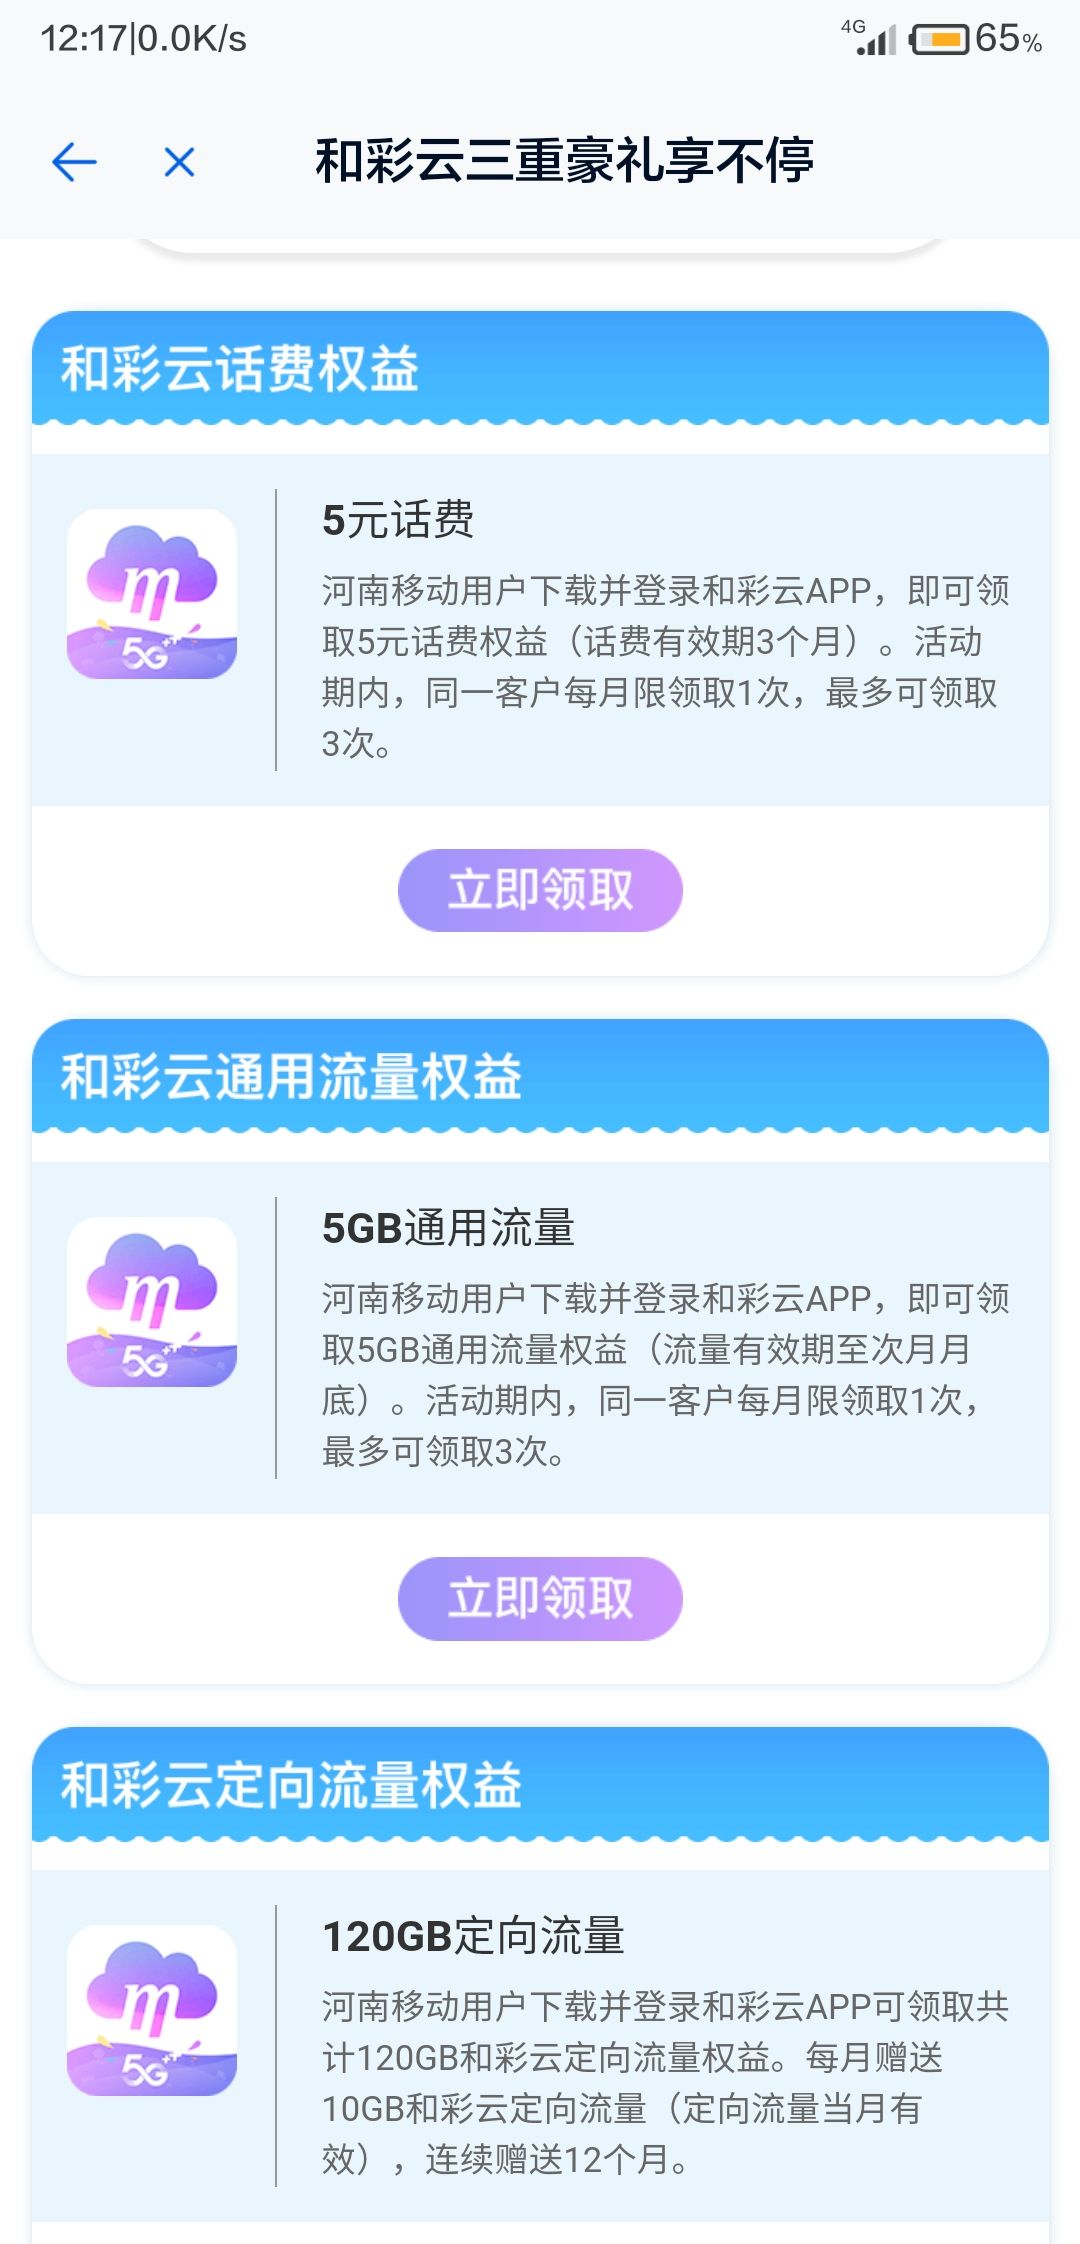 12:17|0.0K/s
4G
65%
和彩云三重豪礼享不停
和彩云话费权益
m
5G++
5元话费
河南移动用户下载并登录和彩云APP，即可领
取5元话费权益（话费有效期3个月）。活动
期内，同一客户每月限领取1次，最多可领取
3次。
立即领取
和彩云通用流量权益
m
5G++
5GB通用流量
河南移动用户下载并登录和彩云APP，即可领
取5GB通用流量权益（流量有效期至次月月
底）。活动期内，同一客户每月限领取1次，
最多可领取3次。
立即领取
和彩云定向流量权益
m
5G++
120GB定向流量
河南移动用户下载并登录和彩云APP可领取共
计120GB和彩云定向流量权益。每月赠送
10GB和彩云定向流量（定向流量当月有
效），连续赠送12个月。